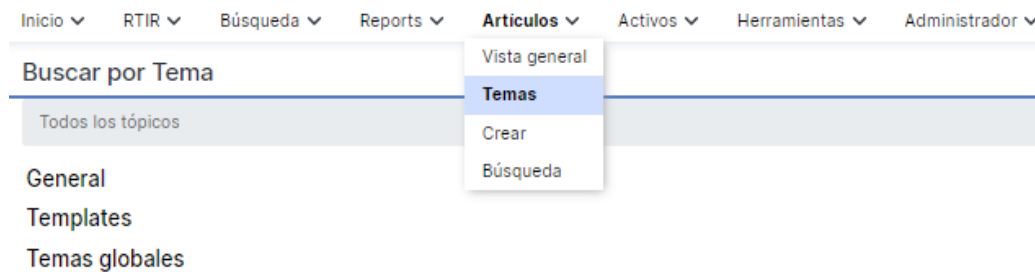 Inicio RTIR Búsqueda Reports Artículos Activos Herramientas Administrador
Vista general
Buscar por Tema
Temas
Todos los tópicos
Crear
Búsqueda
General
Templates
Temas globales